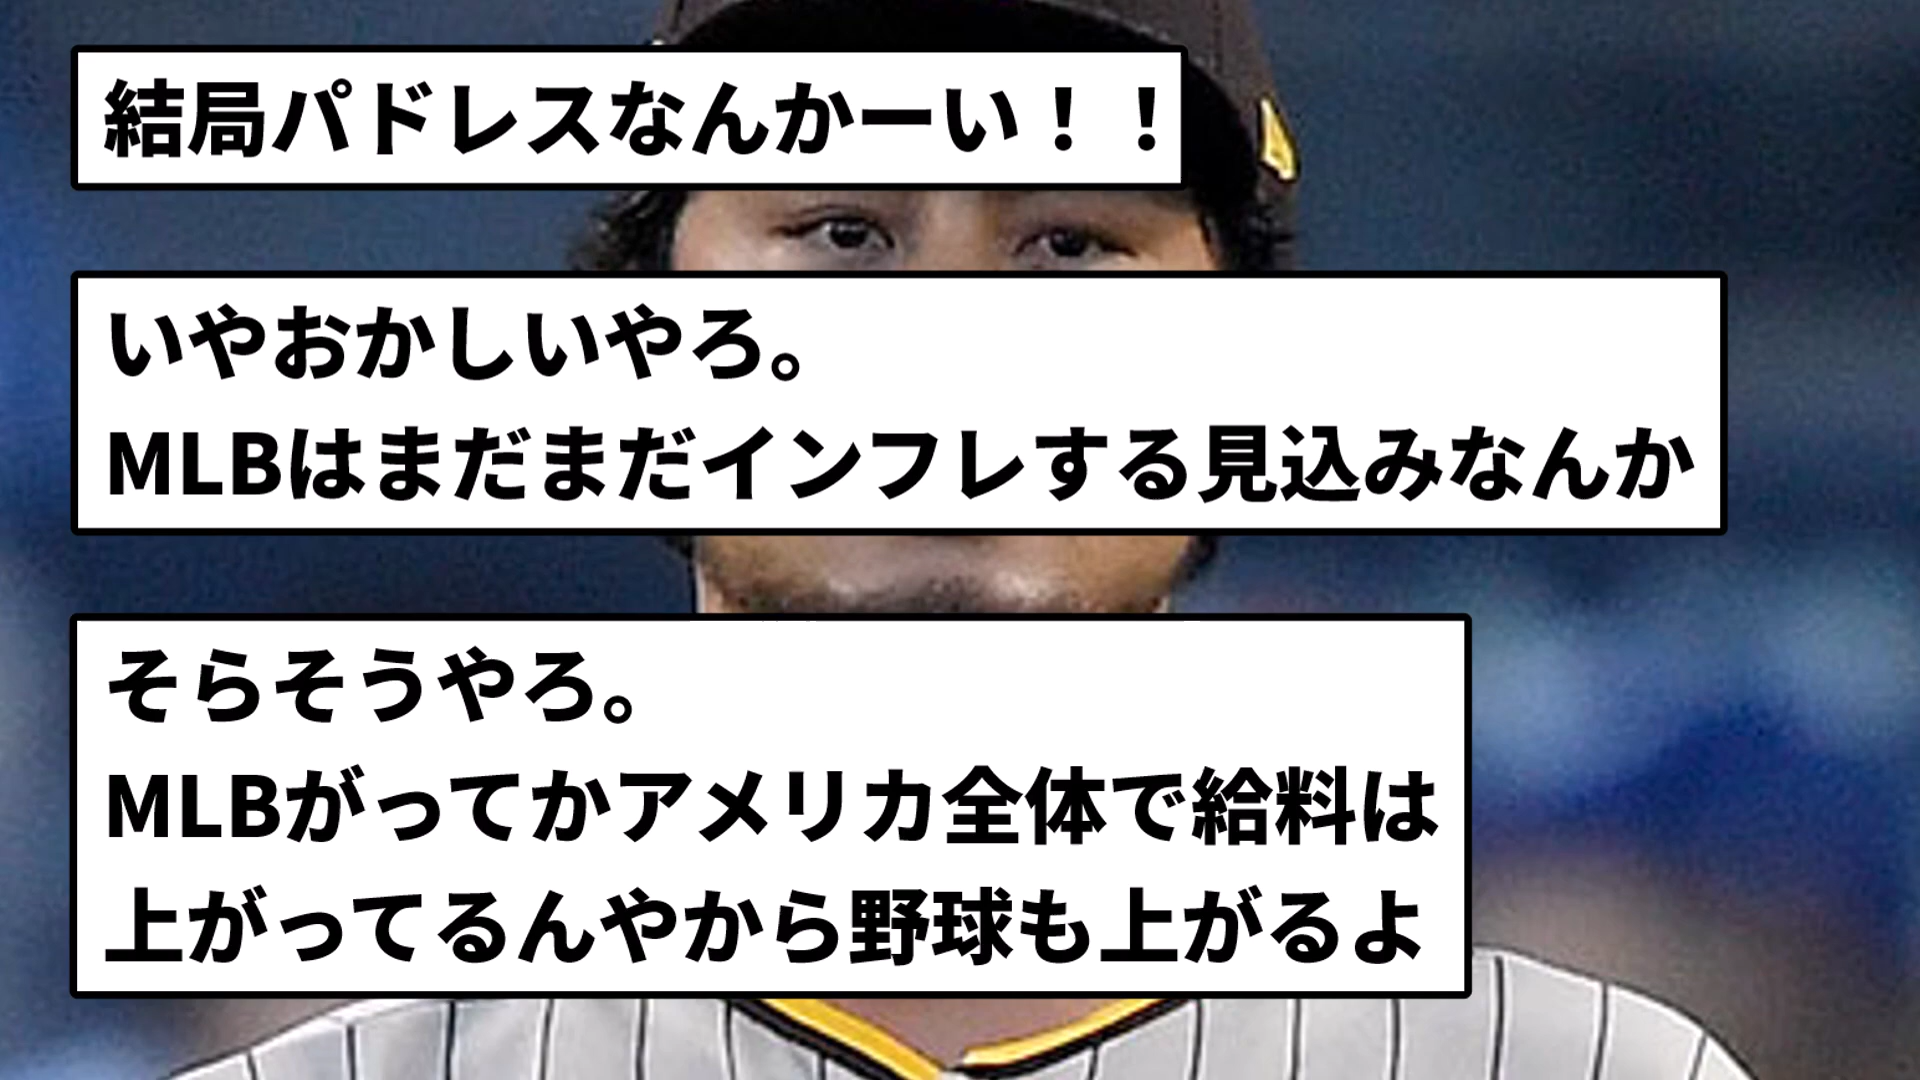 結局パドレスなんかーい！！
いやおかしいやろ。
MLBはまだまだインフレする見込みなんか
そらそうやろ。
MLBがってかアメリカ全体で給料は
上がってるんやから野球も上がるよ